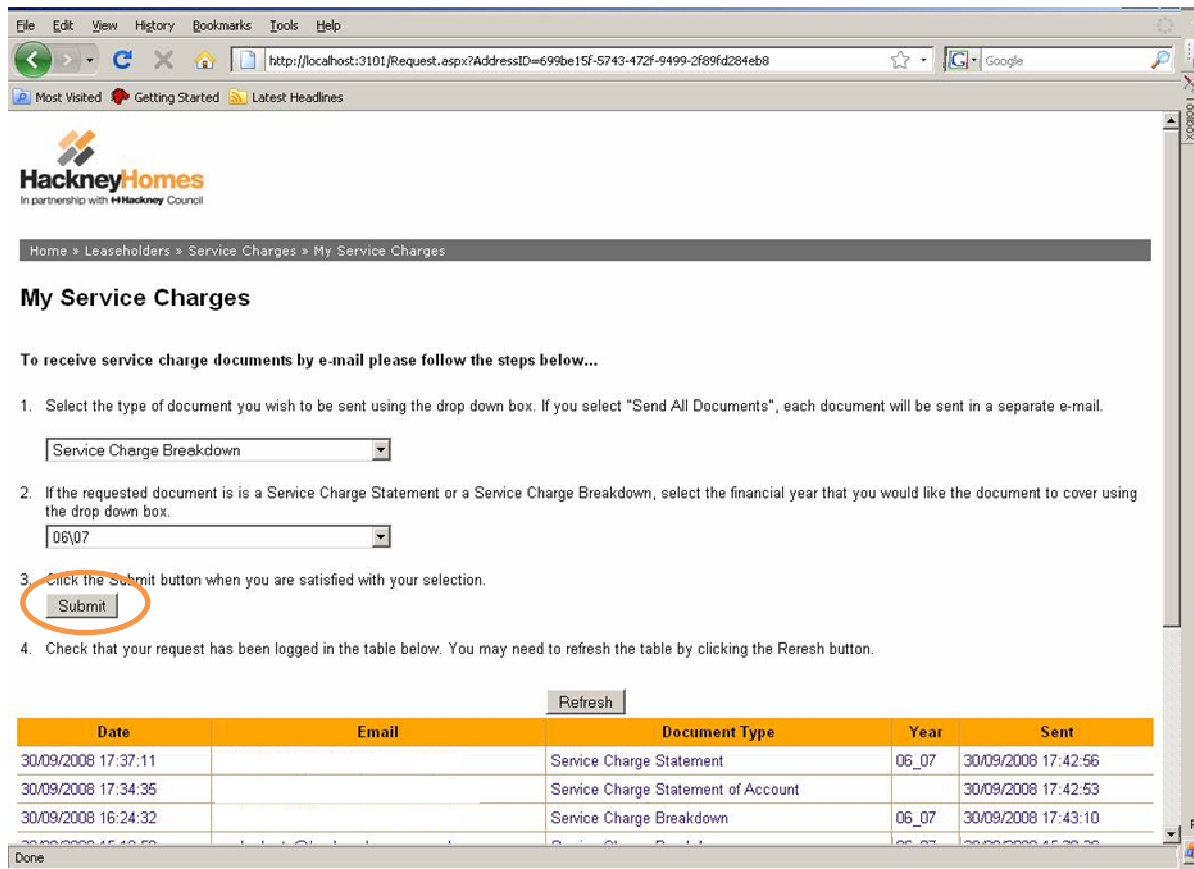 File Edit View History Bookmarks Tools Help
http://localhost:3101/Request.aspx?AddressID=699be15f-5743-472f-9499-2f89fd284eb8
G Google
Most Visited Getting Started Latest Headlines
Toolbox
HackneyHomes
In partnership with Hackney Council
Home » Leaseholders » Service Charges » My Service Charges
My Service Charges
To receive service charge documents by e-mail please follow the steps below...
1. Select the type of document you wish to be sent using the drop down box. If you select "Send All Documents", each document will be sent in a separate e-mail.
Service Charge Breakdown
2. If the requested document is is a Service Charge Statement or a Service Charge Breakdown, select the financial year that you would like the document to cover using
the drop down box.
06\07
3. Click the Submit button when you are satisfied with your selection.
Submit
4. Check that your request has been logged in the table below. You may need to refresh the table by clicking the Reresh button.
Refresh
Date Email Document Type Year Sent
30/09/2008 17:37:11 Service Charge Statement 06_07 30/09/2008 17:42:56
30/09/2008 17:34:35 Service Charge Statement of Account 30/09/2008 17:42:53
30/09/2008 16:24:32 Service Charge Breakdown 06_07 30/09/2008 17:43:10
Done